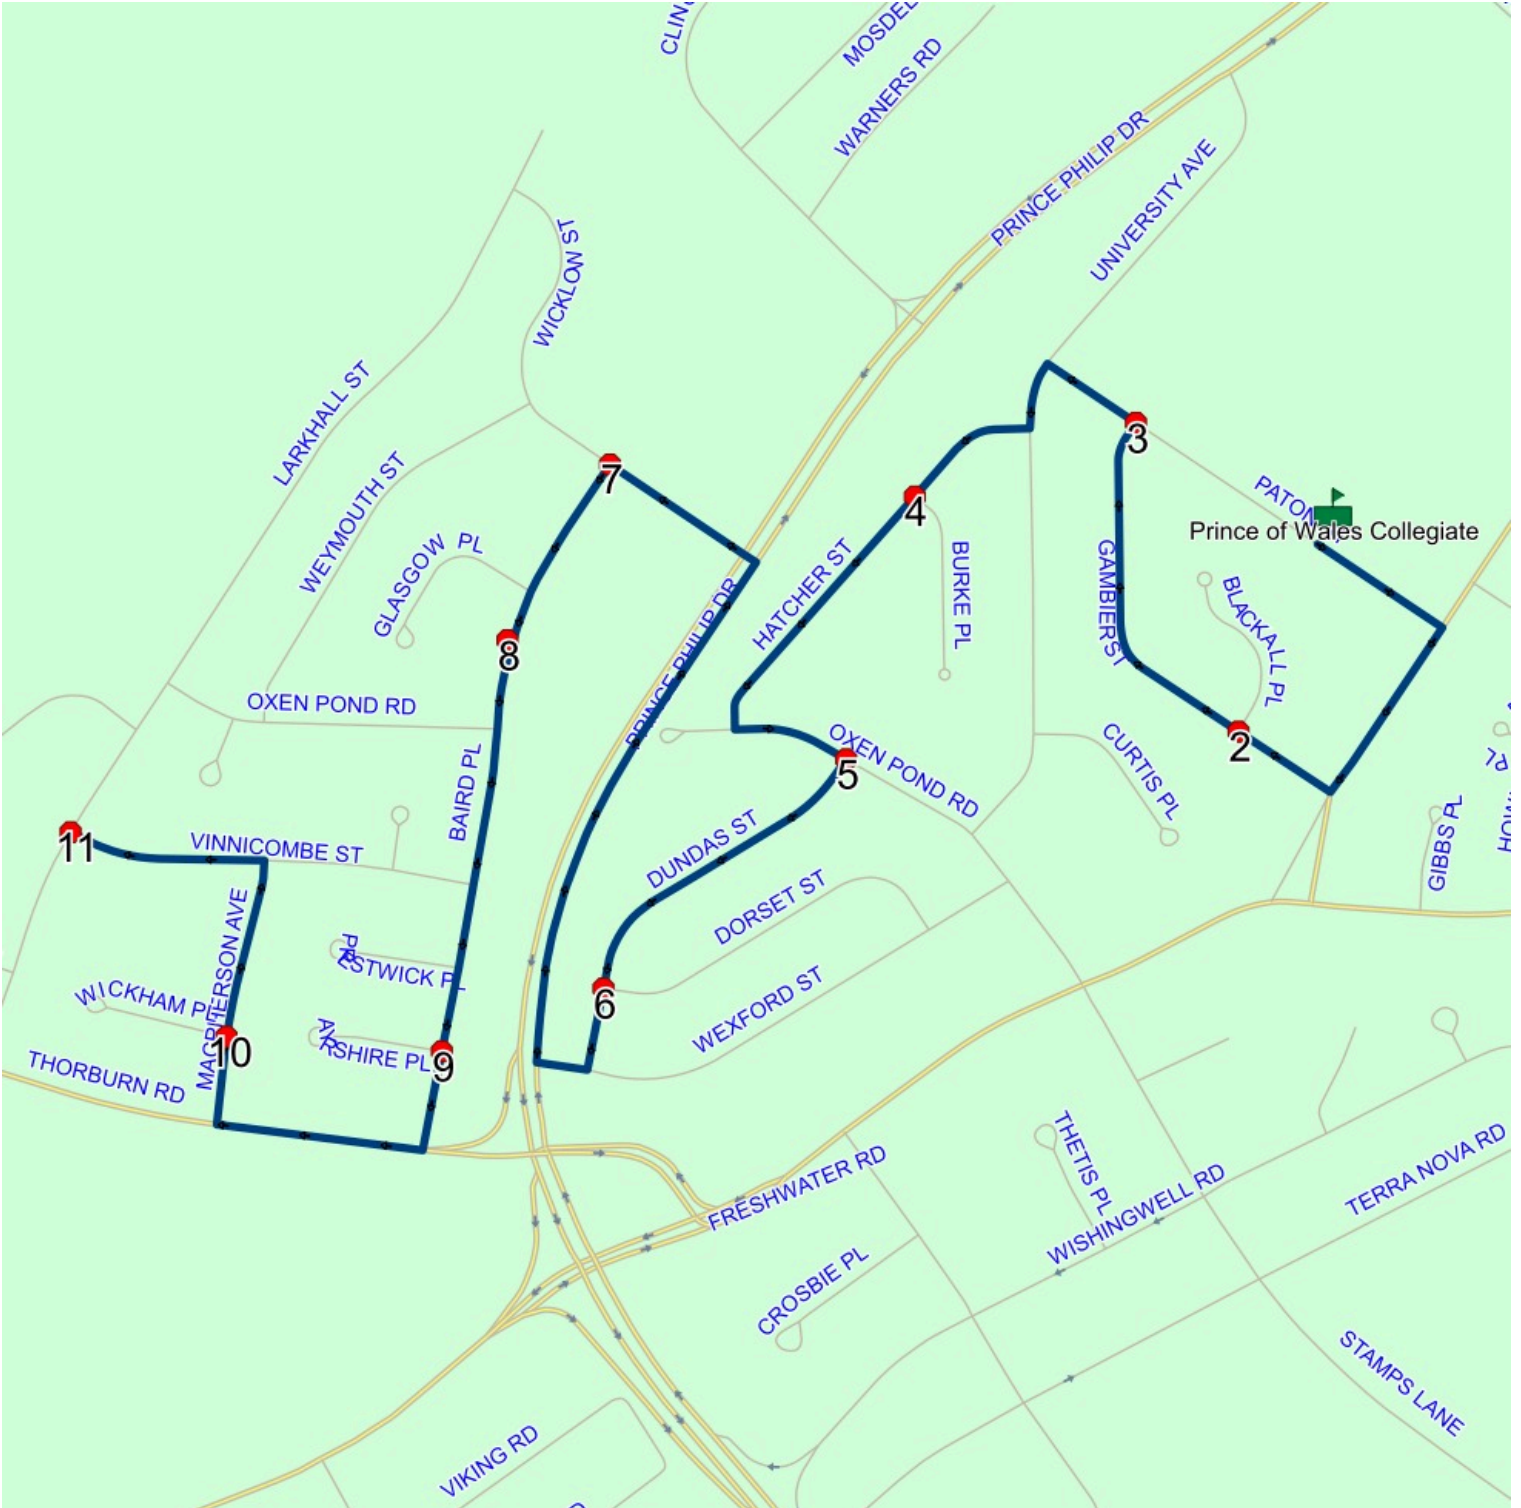 CLING
MOSDEL
WARNERS RD
PRINCE PHILIP DR
UNIVERSITY AVE
WICKLOW ST
LARKHALL ST
WEYMOUTH ST
GLASGOW PL
7
3
4
PATON
Prince of Wales Collegiate
HATCHER ST
BURKE PL
GAMBIER ST
BLACKALL PL
PRINCE PHILIP DR
8
OXEN POND RD
BAIRD PL
5
OXEN POND RD
CURTIS PL
2
PL
HOW
GIBBS PL
11
VINNICOMBE ST
DUNDAS ST
DORSET ST
MACPHERSON AVE
PRESTWICK PL
WICKHAM PL
6
WEXFORD ST
10
AYRSHIRE PL
9
THORBURN RD
THETIS PL
FRESHWATER RD
WISHINGWELL RD
TERRA NOVA RD
CROSBIE PL
STAMPS LANE
VIKING RD